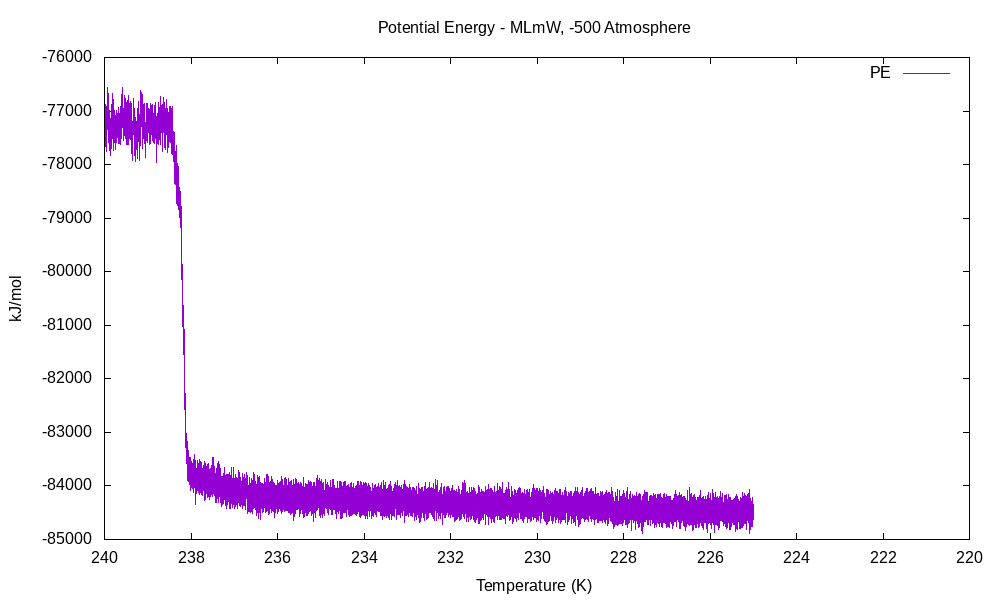 Potential Energy - MLmW, -500 Atmosphere
PE
-76000
-77000
-78000
-79000
-80000
-81000
-82000
-83000
-84000
-85000
kJ/mol
240 238 236 234 232 230 228 226 224 222 220
Temperature (K)